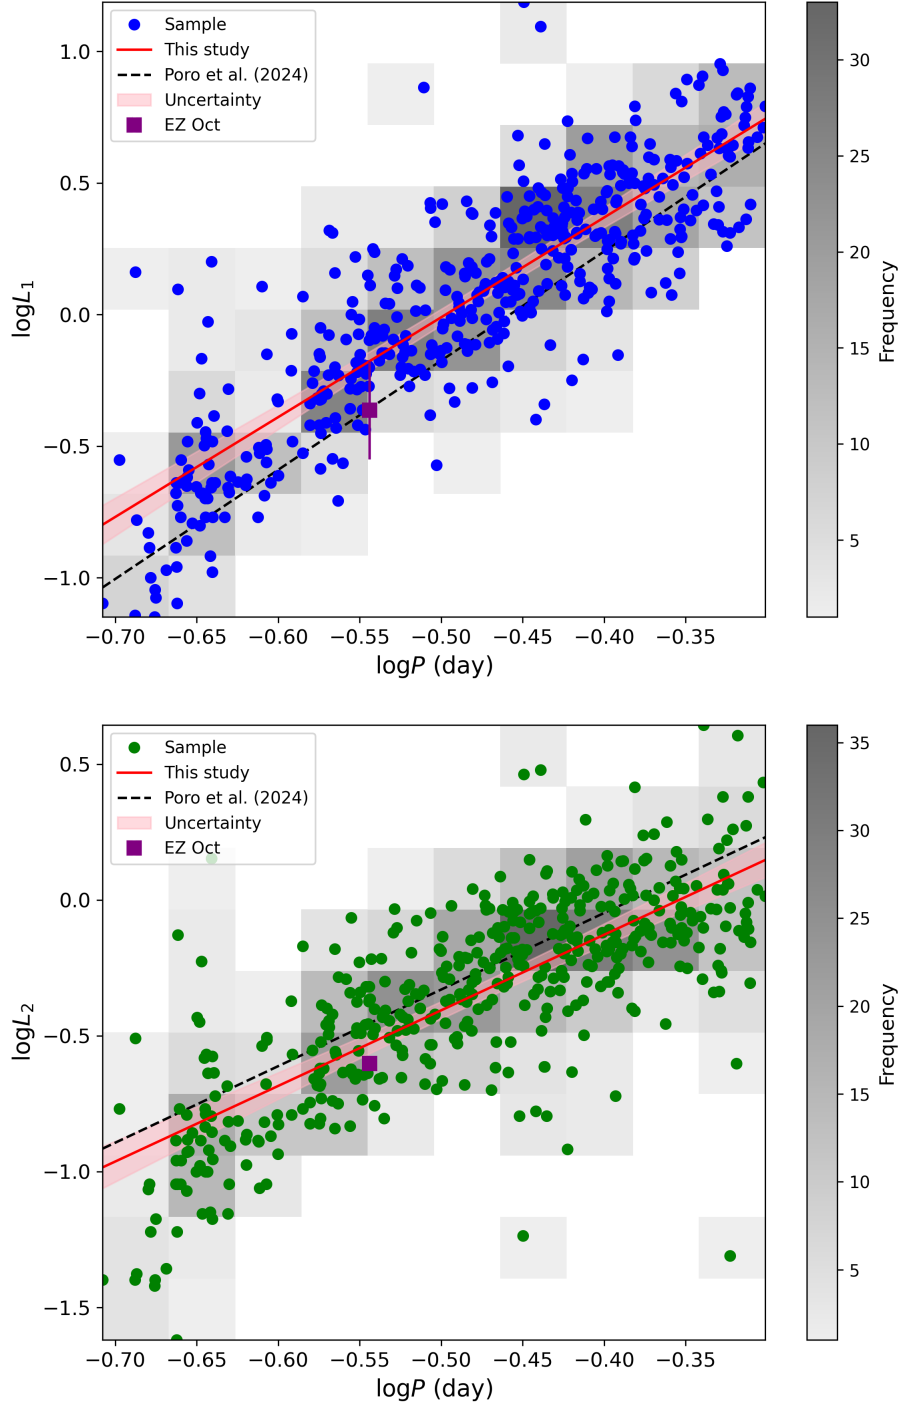 Sample
This study
Poro et al. (2024)
Uncertainty
EZ Oct
1.0
0.5
0.0
−0.5
−1.0
logL₁
−0.70 −0.65 −0.60 −0.55 −0.50 −0.45 −0.40 −0.35
logP (day)
30
25
20
15
10
5
Frequency
Sample
This study
Poro et al. (2024)
Uncertainty
EZ Oct
0.5
0.0
−0.5
−1.0
−1.5
logL₂
−0.70 −0.65 −0.60 −0.55 −0.50 −0.45 −0.40 −0.35
logP (day)
35
30
25
20
15
10
5
Frequency